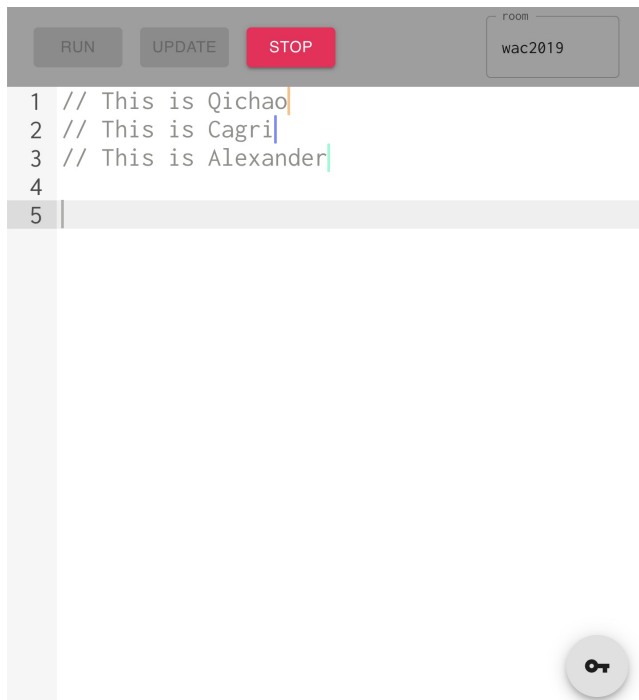 RUN UPDATE STOP room
wac2019
1 // This is Qichao
2 // This is Cagri
3 // This is Alexander
4
5